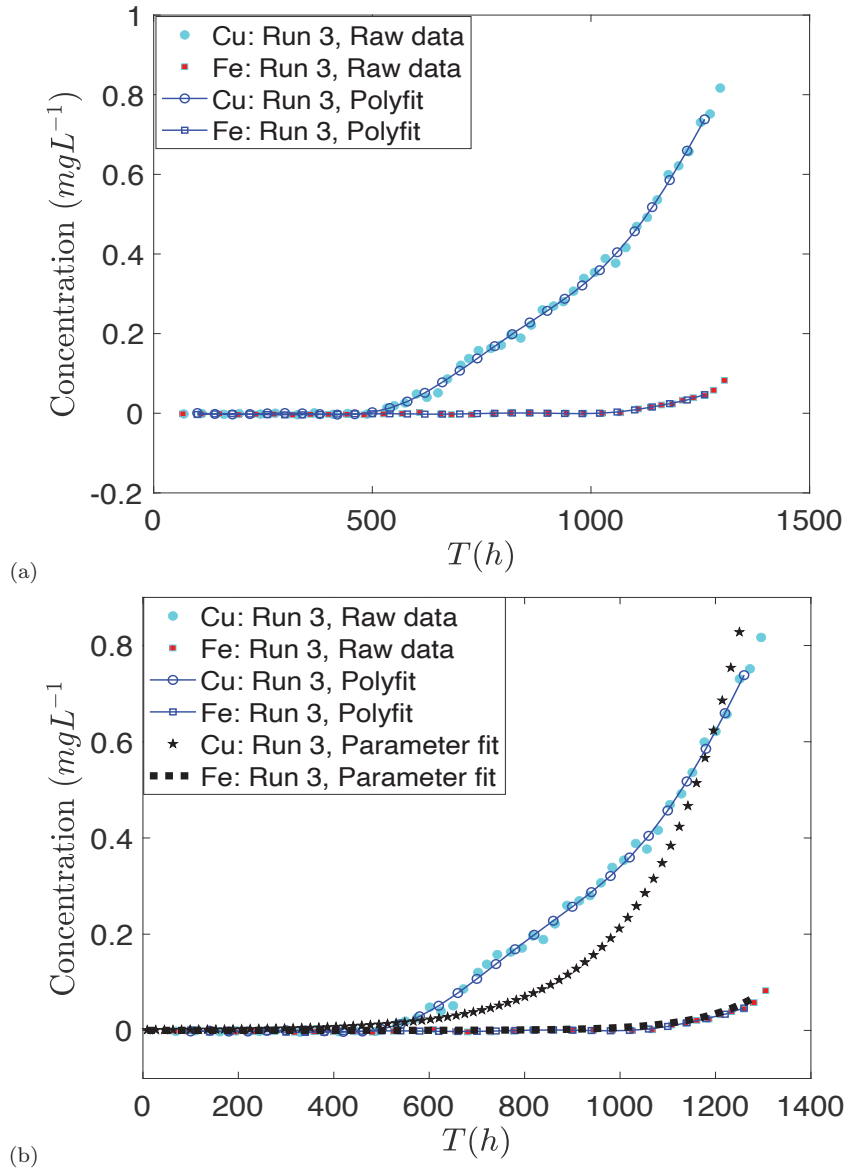 1
0.8
0.6
0.4
0.2
0
-0.2
Concentration (mgL⁻¹)
Cu: Run 3, Raw data
Fe: Run 3, Raw data
Cu: Run 3, Polyfit
Fe: Run 3, Polyfit
0 500 1000 1500
T(h)
(a)
0.8
0.6
0.4
0.2
0
Concentration (mgL⁻¹
Cu: Run 3, Raw data
Fe: Run 3, Raw data
Cu: Run 3, Polyfit
Fe: Run 3, Polyfit
Cu: Run 3, Parameter fit
Fe: Run 3, Parameter fit
0 200 400 600 800 1000 1200 1400
T(h)
(b)